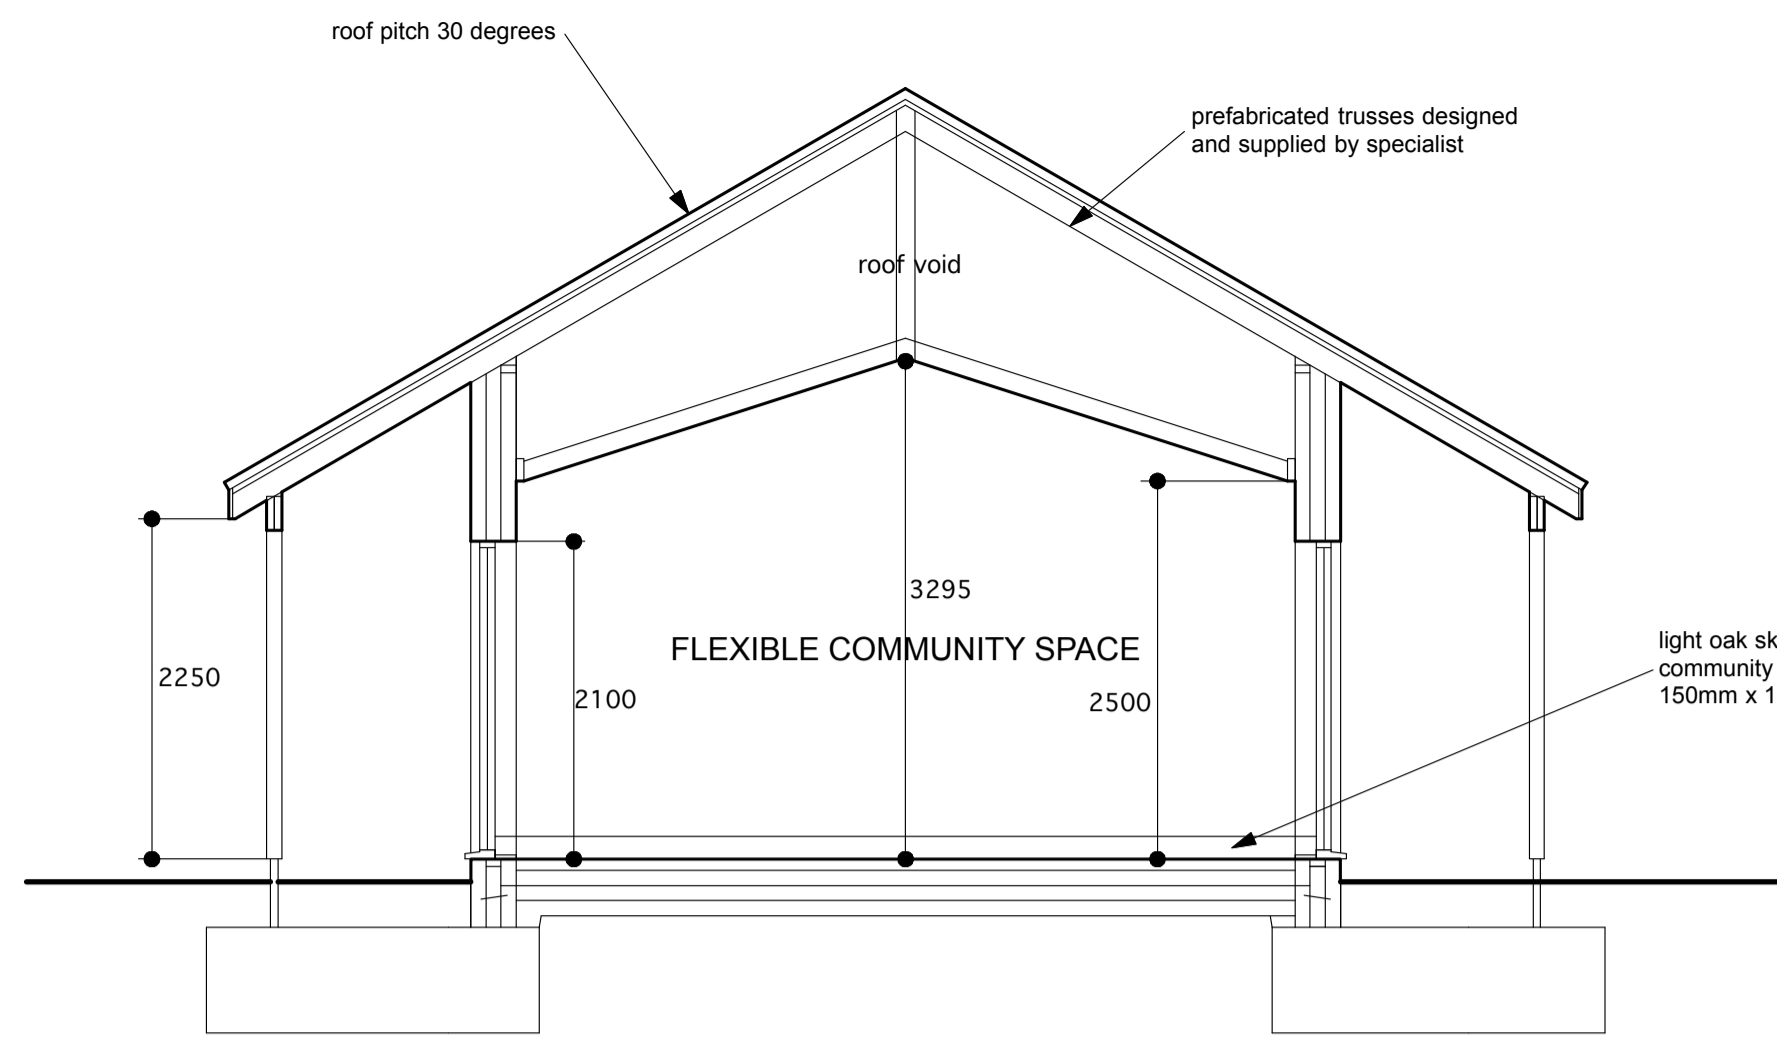 roof pitch 30 degrees
prefabricated trusses designed
and supplied by specialist
roof void
3295
FLEXIBLE COMMUNITY SPACE
2250
2100
2500
light oak sk
community
150mm x 1